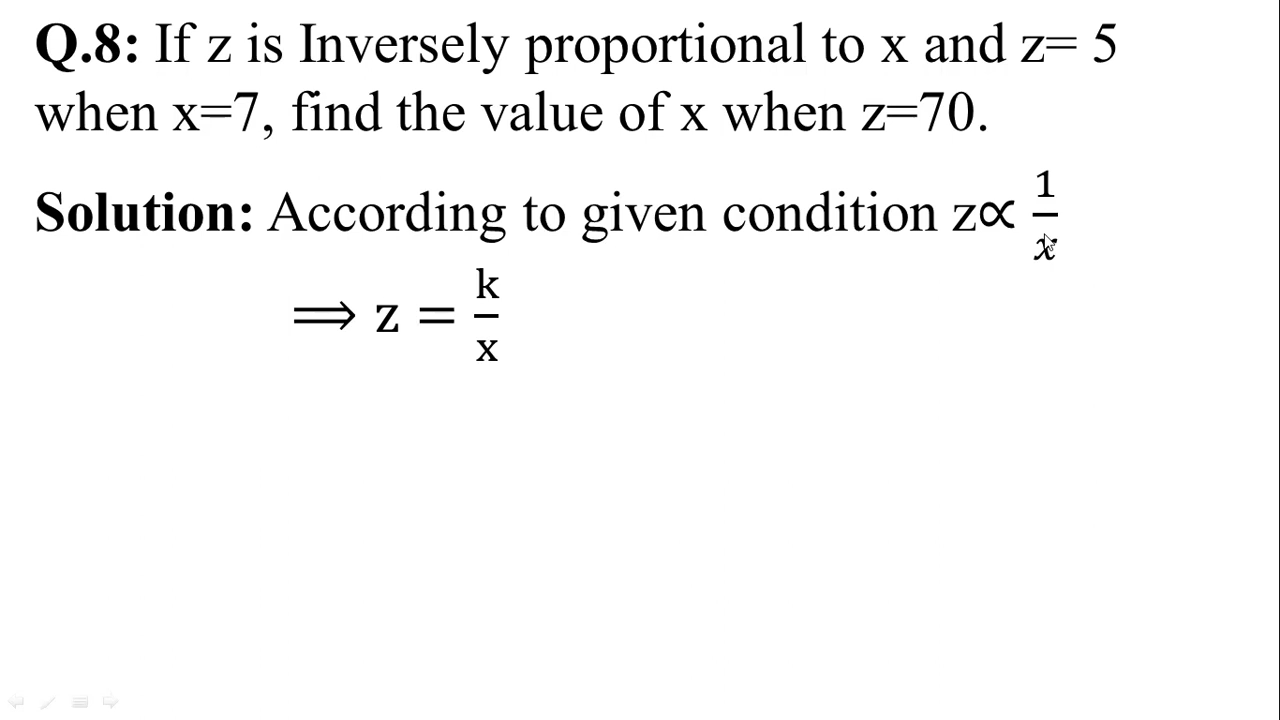 Q.8: If z is Inversely proportional to x and z= 5
when x=7, find the value of x when z=70.
Solution: According to given condition z∝ 1/x
⟹ z = k/x